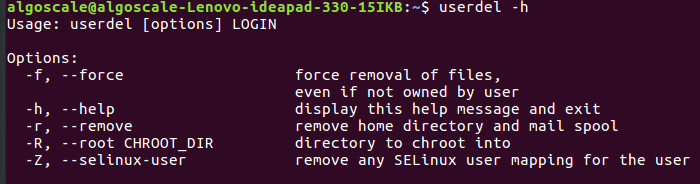 algoscale@algoscale-Lenovo-ideapad-330-15IKB:~$ userdel -h
Usage: userdel [options] LOGIN

Options:
  -f, --force                   force removal of files,
                                even if not owned by user
  -h, --help                    display this help message and exit
  -r, --remove                  remove home directory and mail spool
  -R, --root CHROOT_DIR         directory to chroot into
  -Z, --selinux-user            remove any SELinux user mapping for the user